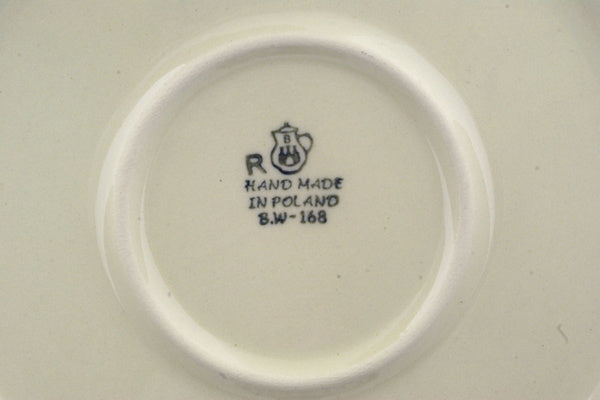 B
R
HAND MADE
IN POLAND
B.W-168